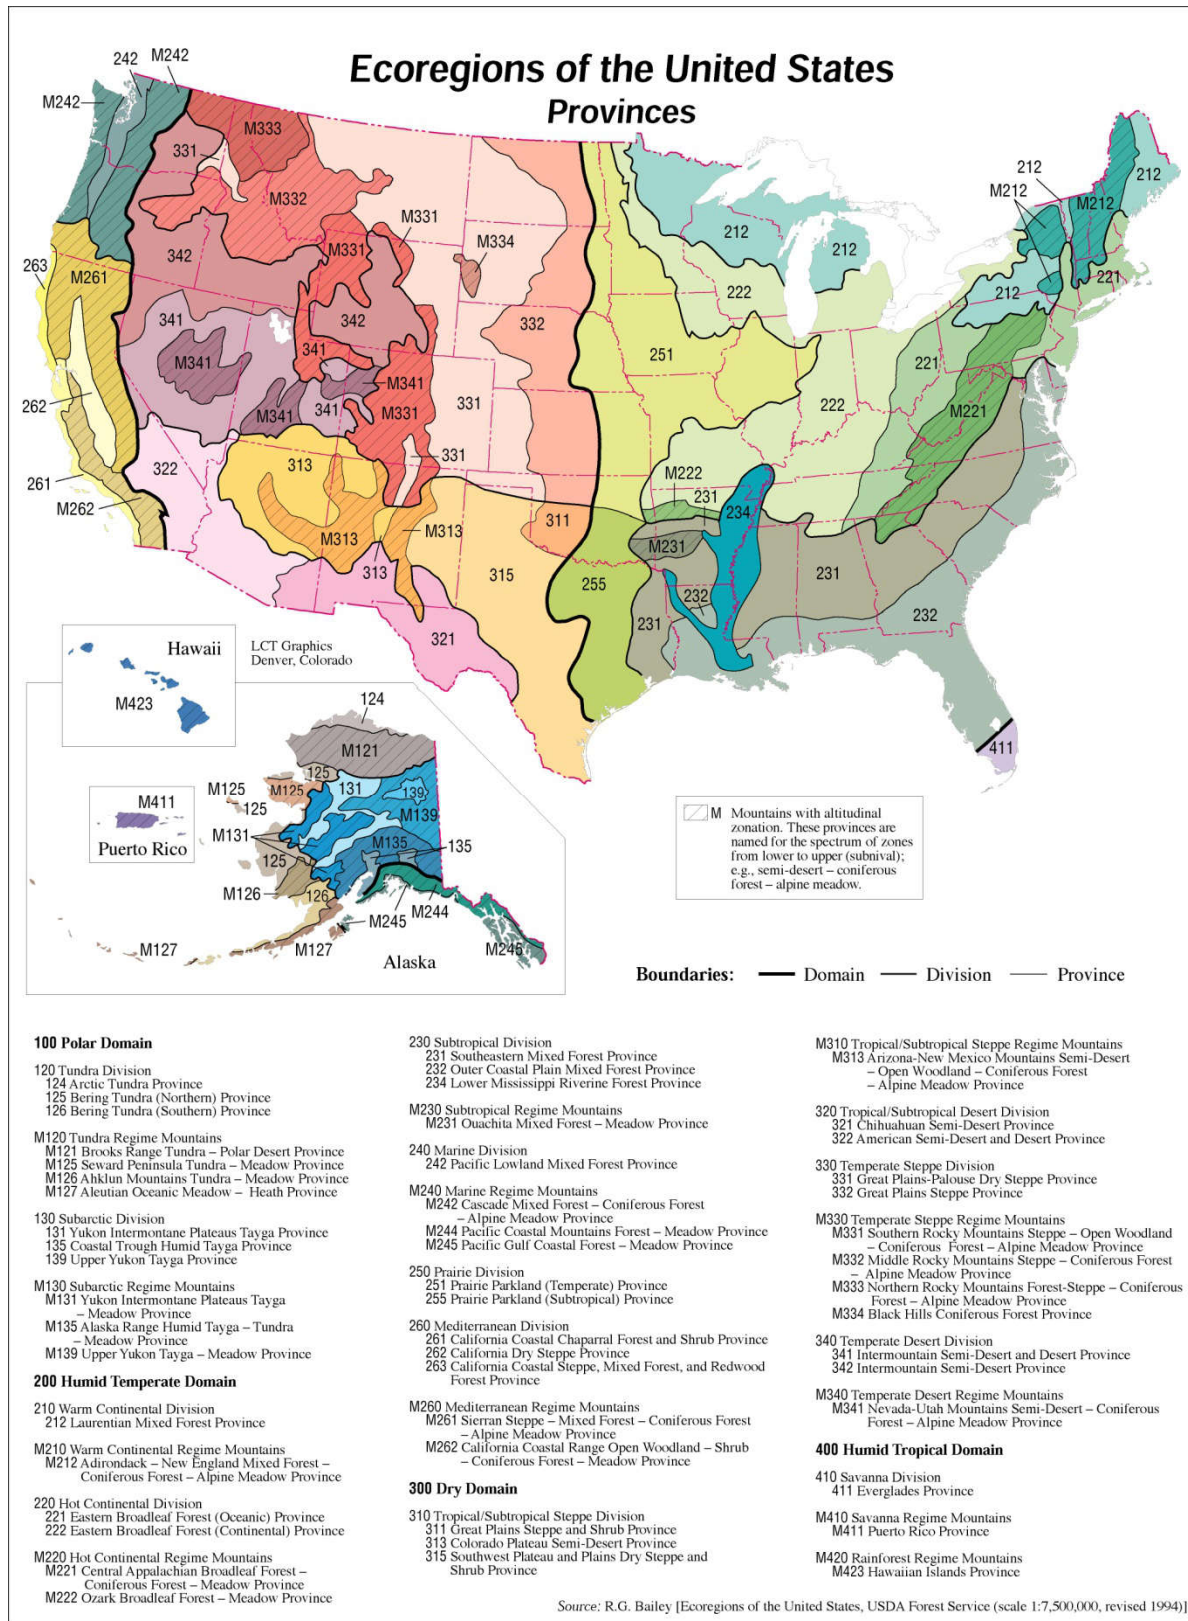 Ecoregions of the United States
Provinces
242
M242
M242
M333
331
M332
M331
M331
M334
342
263
M261
341
342
341
M341
M341
M341
341
M331
331
331
262
322
313
261
M262
M313
M313
313
332
311
315
321
251
255
212
212
222
222
M222
231
M231
234
232
231
231
232
411
221
M221
212
212
M212
M212
212
221
Hawaii
M423
LCT Graphics
Denver, Colorado
124
M121
125
M125
M125
125
131
139
M139
M131
M135
135
125
M126
126
M245
M244
M127
M127
M245
Alaska
M411
Puerto Rico
M Mountains with altitudinal
zonation. These provinces are
named for the spectrum of zones
from lower to upper (subnival);
e.g., semi-desert – coniferous
forest – alpine meadow.
Boundaries: Domain Division Province
100 Polar Domain
120 Tundra Division
124 Arctic Tundra Province
125 Bering Tundra (Northern) Province
126 Bering Tundra (Southern) Province
M120 Tundra Regime Mountains
M121 Brooks Range Tundra – Polar Desert Province
M125 Seward Peninsula Tundra – Meadow Province
M126 Ahklun Mountains Tundra – Meadow Province
M127 Aleutian Oceanic Meadow – Heath Province
130 Subarctic Division
131 Yukon Intermontane Plateaus Tayga Province
135 Coastal Trough Humid Tayga Province
139 Upper Yukon Tayga Province
M130 Subarctic Regime Mountains
M131 Yukon Intermontane Plateaus Tayga
– Meadow Province
M135 Alaska Range Humid Tayga – Tundra
– Meadow Province
M139 Upper Yukon Tayga – Meadow Province
200 Humid Temperate Domain
210 Warm Continental Division
212 Laurentian Mixed Forest Province
M210 Warm Continental Regime Mountains
M212 Adirondack – New England Mixed Forest –
Coniferous Forest – Alpine Meadow Province
220 Hot Continental Division
221 Eastern Broadleaf Forest (Oceanic) Province
222 Eastern Broadleaf Forest (Continental) Province
M220 Hot Continental Regime Mountains
M221 Central Appalachian Broadleaf Forest –
Coniferous Forest – Meadow Province
M222 Ozark Broadleaf Forest – Meadow Province
230 Subtropical Division
231 Southeastern Mixed Forest Province
232 Outer Coastal Plain Mixed Forest Province
234 Lower Mississippi Riverine Forest Province
M230 Subtropical Regime Mountains
M231 Ouachita Mixed Forest – Meadow Province
240 Marine Division
242 Pacific Lowland Mixed Forest Province
M240 Marine Regime Mountains
M242 Cascade Mixed Forest – Coniferous Forest
– Alpine Meadow Province
M244 Pacific Coastal Mountains Forest – Meadow Province
M245 Pacific Gulf Coastal Forest – Meadow Province
250 Prairie Division
251 Prairie Parkland (Temperate) Province
255 Prairie Parkland (Subtropical) Province
260 Mediterranean Division
261 California Coastal Chaparral Forest and Shrub Province
262 California Dry Steppe Province
263 California Coastal Steppe, Mixed Forest, and Redwood
Forest Province
M260 Mediterranean Regime Mountains
M261 Sierran Steppe – Mixed Forest – Coniferous Forest
– Alpine Meadow Province
M262 California Coastal Range Open Woodland – Shrub
– Coniferous Forest – Meadow Province
300 Dry Domain
310 Tropical/Subtropical Steppe Division
311 Great Plains Steppe and Shrub Province
313 Colorado Plateau Semi-Desert Province
315 Southwest Plateau and Plains Dry Steppe and
Shrub Province
M310 Tropical/Subtropical Steppe Regime Mountains
M313 Arizona-New Mexico Mountains Semi-Desert
– Open Woodland – Coniferous Forest
– Alpine Meadow Province
320 Tropical/Subtropical Desert Division
321 Chihuahuan Semi-Desert Province
322 American Semi-Desert and Desert Province
330 Temperate Steppe Division
331 Great Plains-Palouse Dry Steppe Province
332 Great Plains Steppe Province
M330 Temperate Steppe Regime Mountains
M331 Southern Rocky Mountains Steppe – Open Woodland
– Coniferous Forest – Alpine Meadow Province
M332 Middle Rocky Mountains Steppe – Coniferous Forest
– Alpine Meadow Province
M333 Northern Rocky Mountains Forest-Steppe – Coniferous
Forest – Alpine Meadow Province
M334 Black Hills Coniferous Forest Province
340 Temperate Desert Division
341 Intermountain Semi-Desert and Desert Province
342 Intermountain Semi-Desert Province
M340 Temperate Desert Regime Mountains
M341 Nevada-Utah Mountains Semi-Desert – Coniferous
Forest – Alpine Meadow Province
400 Humid Tropical Domain
410 Savanna Division
411 Everglades Province
M410 Savanna Regime Mountains
M411 Puerto Rico Province
M420 Rainforest Regime Mountains
M423 Hawaiian Islands Province
Source: R.G. Bailey [Ecoregions of the United States, USDA Forest Service (scale 1:7,500,000, revised 1994)]